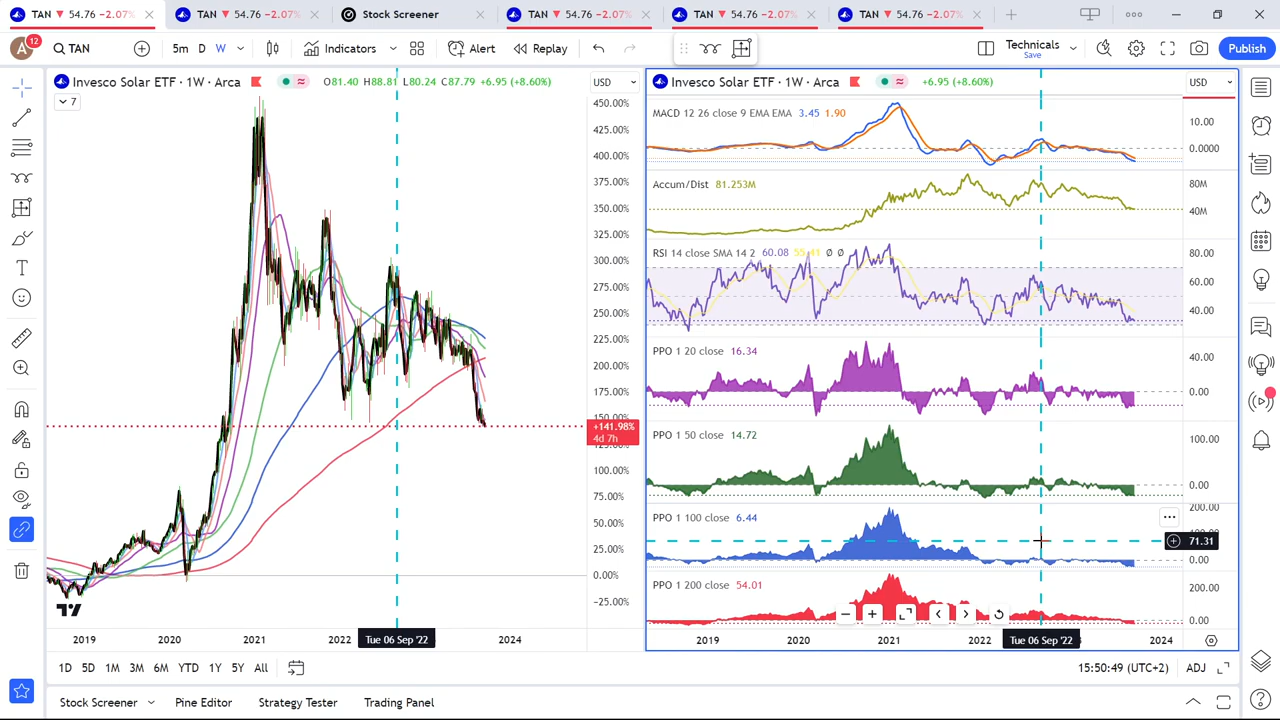 TAN ▼ 54.76 −2.07%
TAN ▼ 54.76 −2.07%
Stock Screener
TAN ▼ 54.76 −2.07%
TAN ▼ 54.76 −2.07%
TAN ▼ 54.76 −2.07%
A 12
TAN
5m D W
Indicators
Alert
Replay
Technicals
Save
Publish
Invesco Solar ETF · 1W · Arca
O81.40 H88.81 L80.24 C87.79 +6.95 (+8.60%)
USD
7
450.00%
425.00%
400.00%
375.00%
350.00%
325.00%
300.00%
275.00%
250.00%
225.00%
200.00%
175.00%
150.00%
+141.98%
4d 7h
125.00%
100.00%
75.00%
50.00%
25.00%
0.00%
−25.00%
2019 2020 2021 2022 Tue 06 Sep '22 2024
Invesco Solar ETF · 1W · Arca
+6.95 (+8.60%)
USD
MACD 12 26 close 9 EMA EMA 3.45 1.90
10.00
0.0000
Accum/Dist 81.253M
80M
40M
RSI 14 close SMA 14 2 60.08 55.41 Ø Ø
80.00
60.00
40.00
PPO 1 20 close 16.34
40.00
0.00
PPO 1 50 close 14.72
100.00
0.00
PPO 1 100 close 6.44
200.00
100.00
71.31
0.00
PPO 1 200 close 54.01
200.00
0.00
2019 2020 2021 2022 Tue 06 Sep '22 2024
1D 5D 1M 3M 6M YTD 1Y 5Y All
15:50:49 (UTC+2) ADJ
Stock Screener Pine Editor Strategy Tester Trading Panel